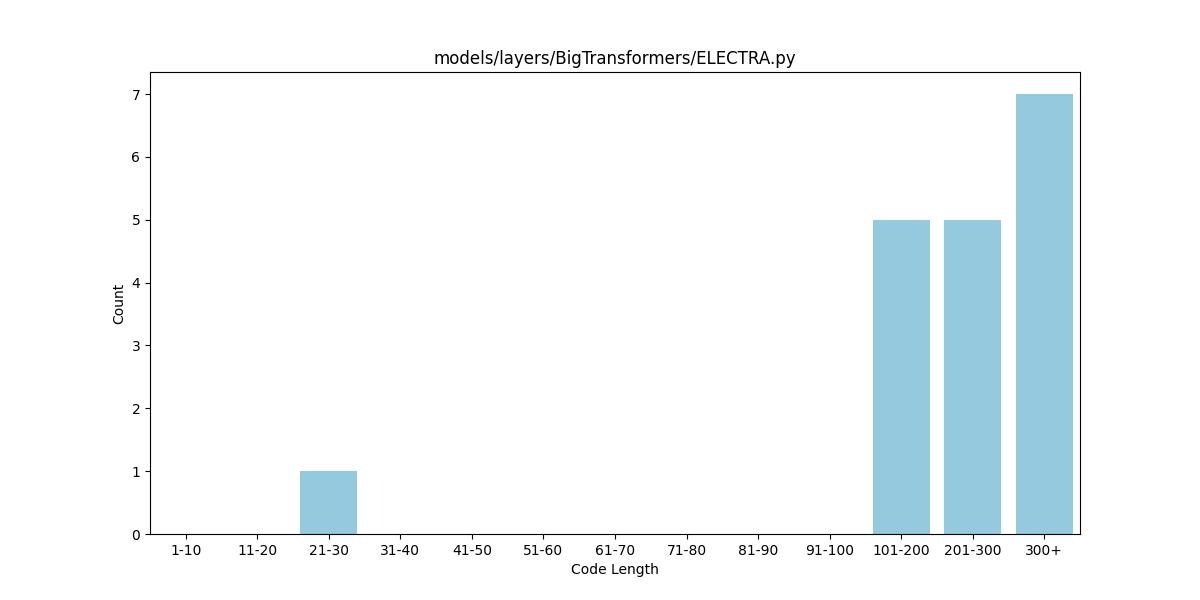 models/layers/BigTransformers/ELECTRA.py
7
6
5
4
3
2
1
0
Count
1-10 11-20 21-30 31-40 41-50 51-60 61-70 71-80 81-90 91-100 101-200 201-300 300+
Code Length